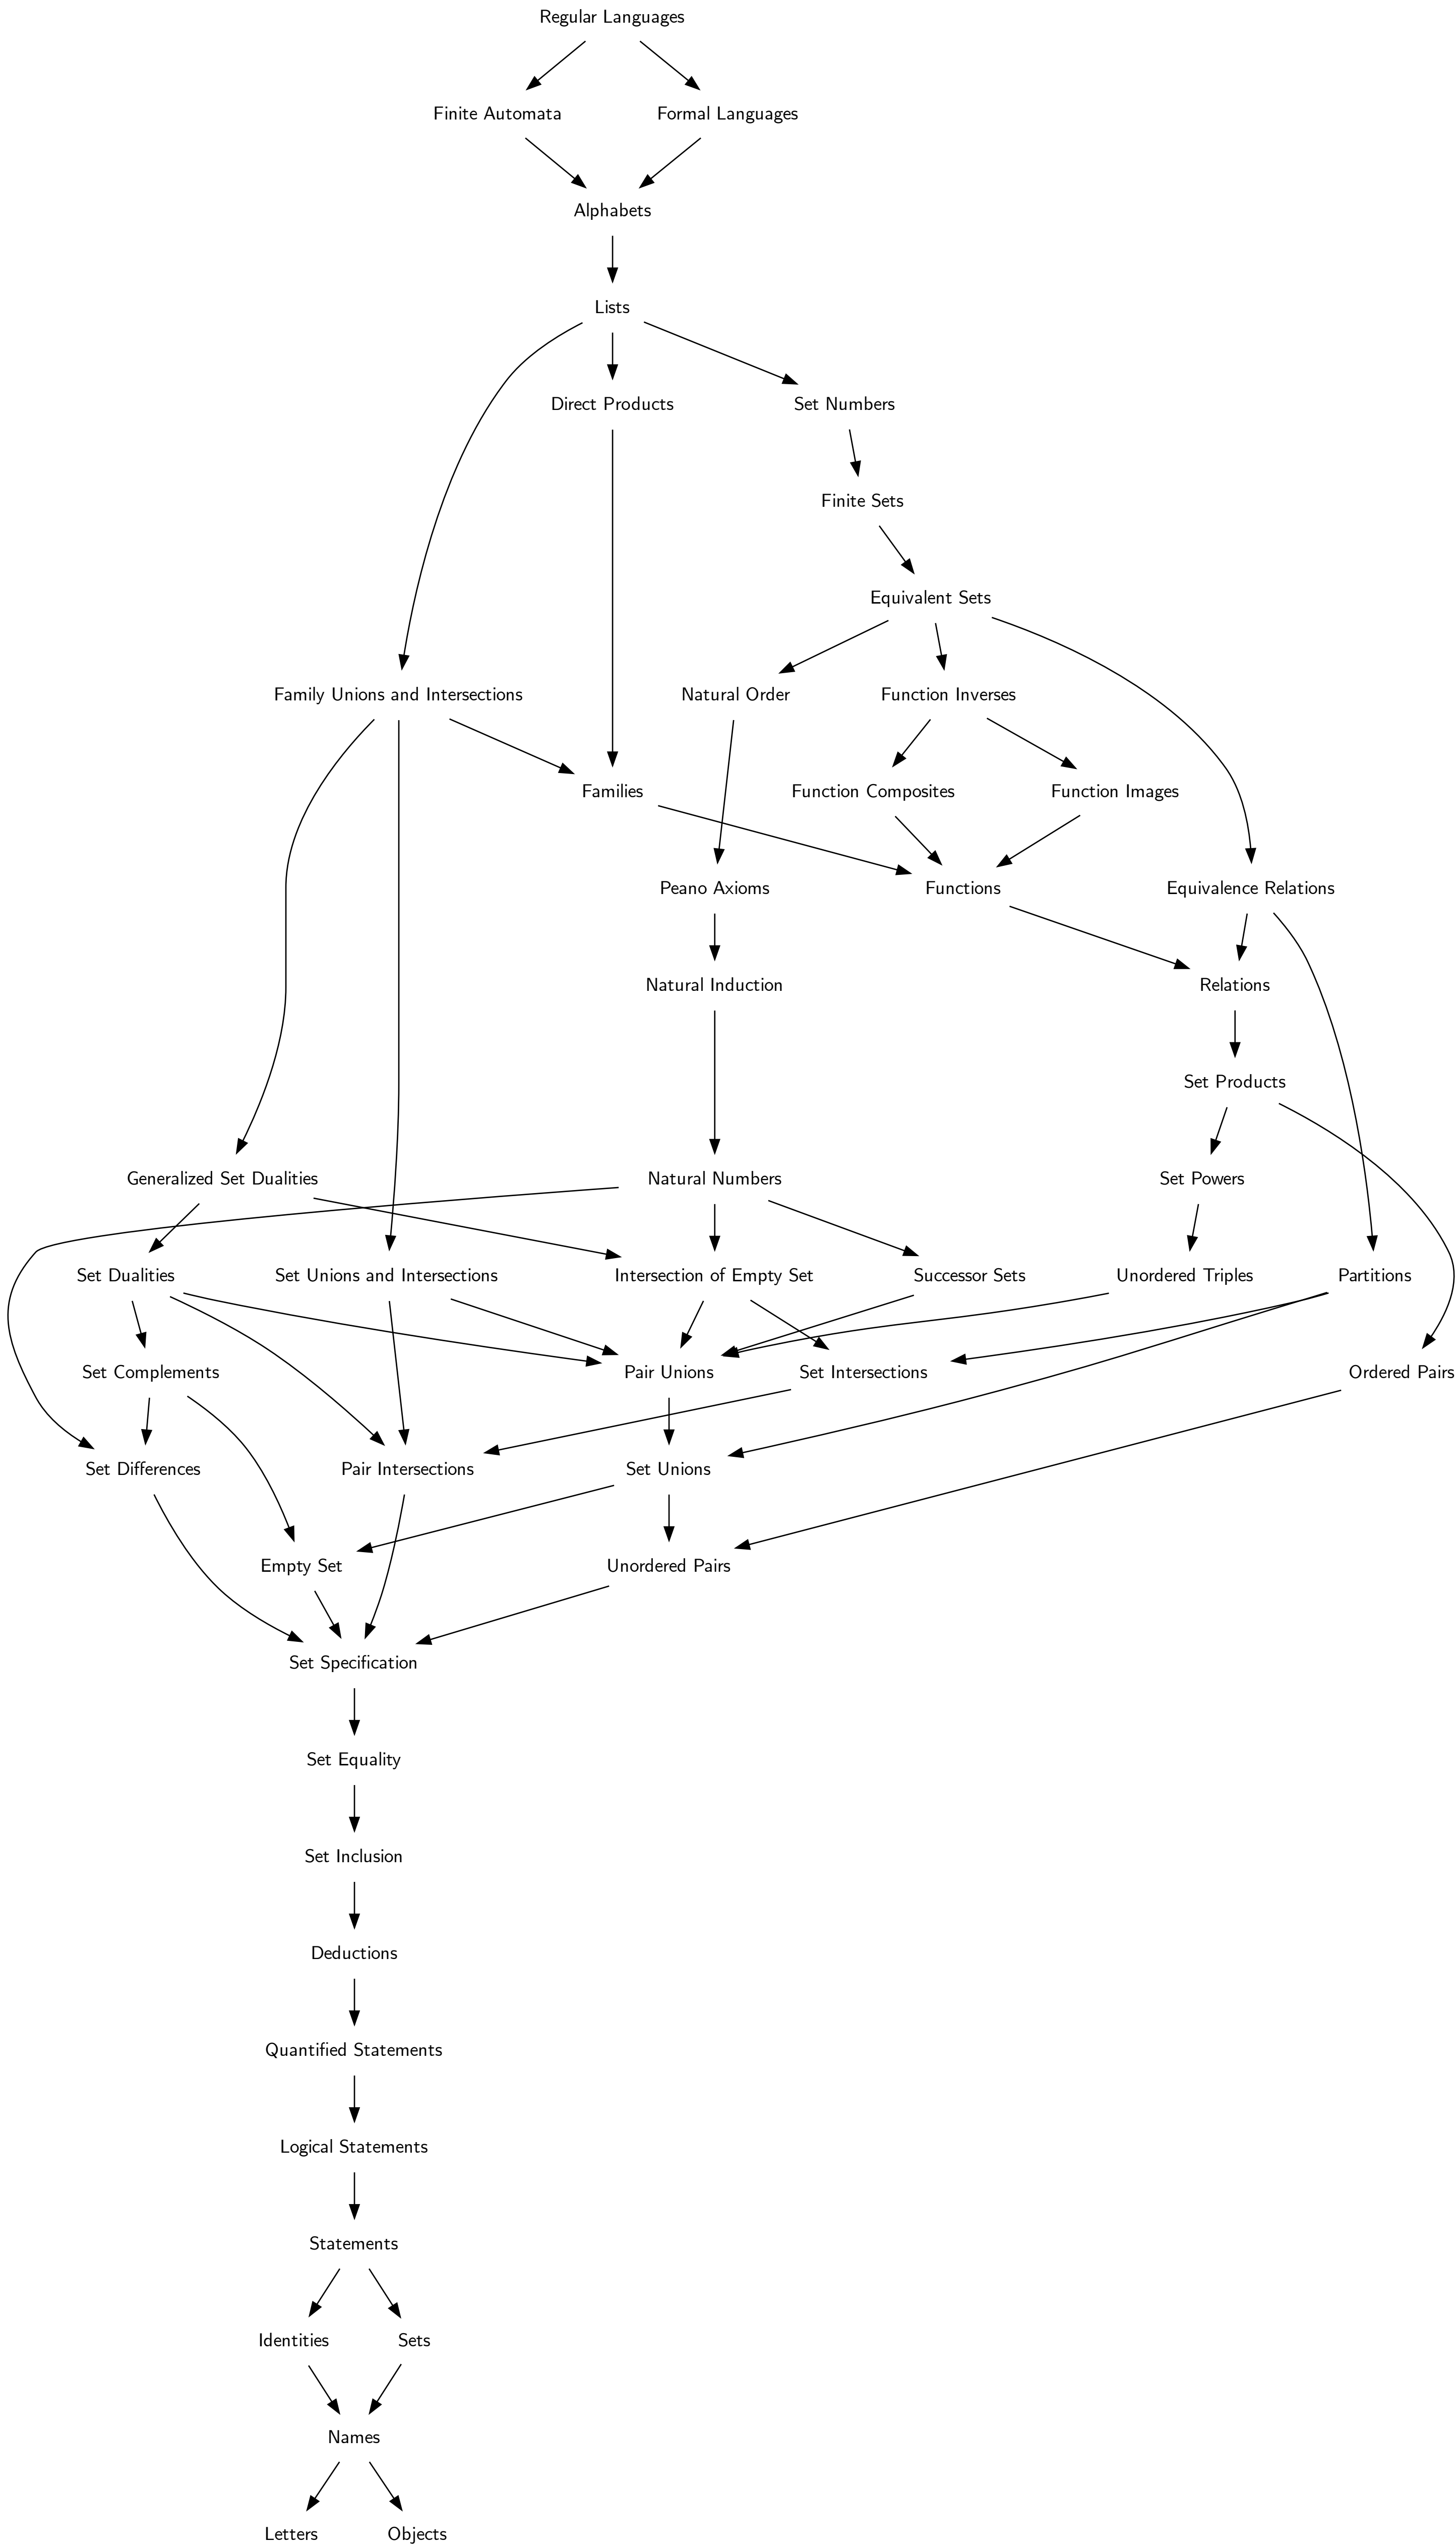 Regular Languages
Finite Automata
Formal Languages
Alphabets
Lists
Direct Products
Set Numbers
Finite Sets
Equivalent Sets
Family Unions and Intersections
Natural Order
Function Inverses
Families
Function Composites
Function Images
Peano Axioms
Functions
Equivalence Relations
Natural Induction
Relations
Set Products
Generalized Set Dualities
Natural Numbers
Set Powers
Set Dualities
Set Unions and Intersections
Intersection of Empty Set
Successor Sets
Unordered Triples
Partitions
Set Complements
Pair Unions
Set Intersections
Ordered Pairs
Set Differences
Pair Intersections
Set Unions
Empty Set
Unordered Pairs
Set Specification
Set Equality
Set Inclusion
Deductions
Quantified Statements
Logical Statements
Statements
Identities
Sets
Names
Letters
Objects